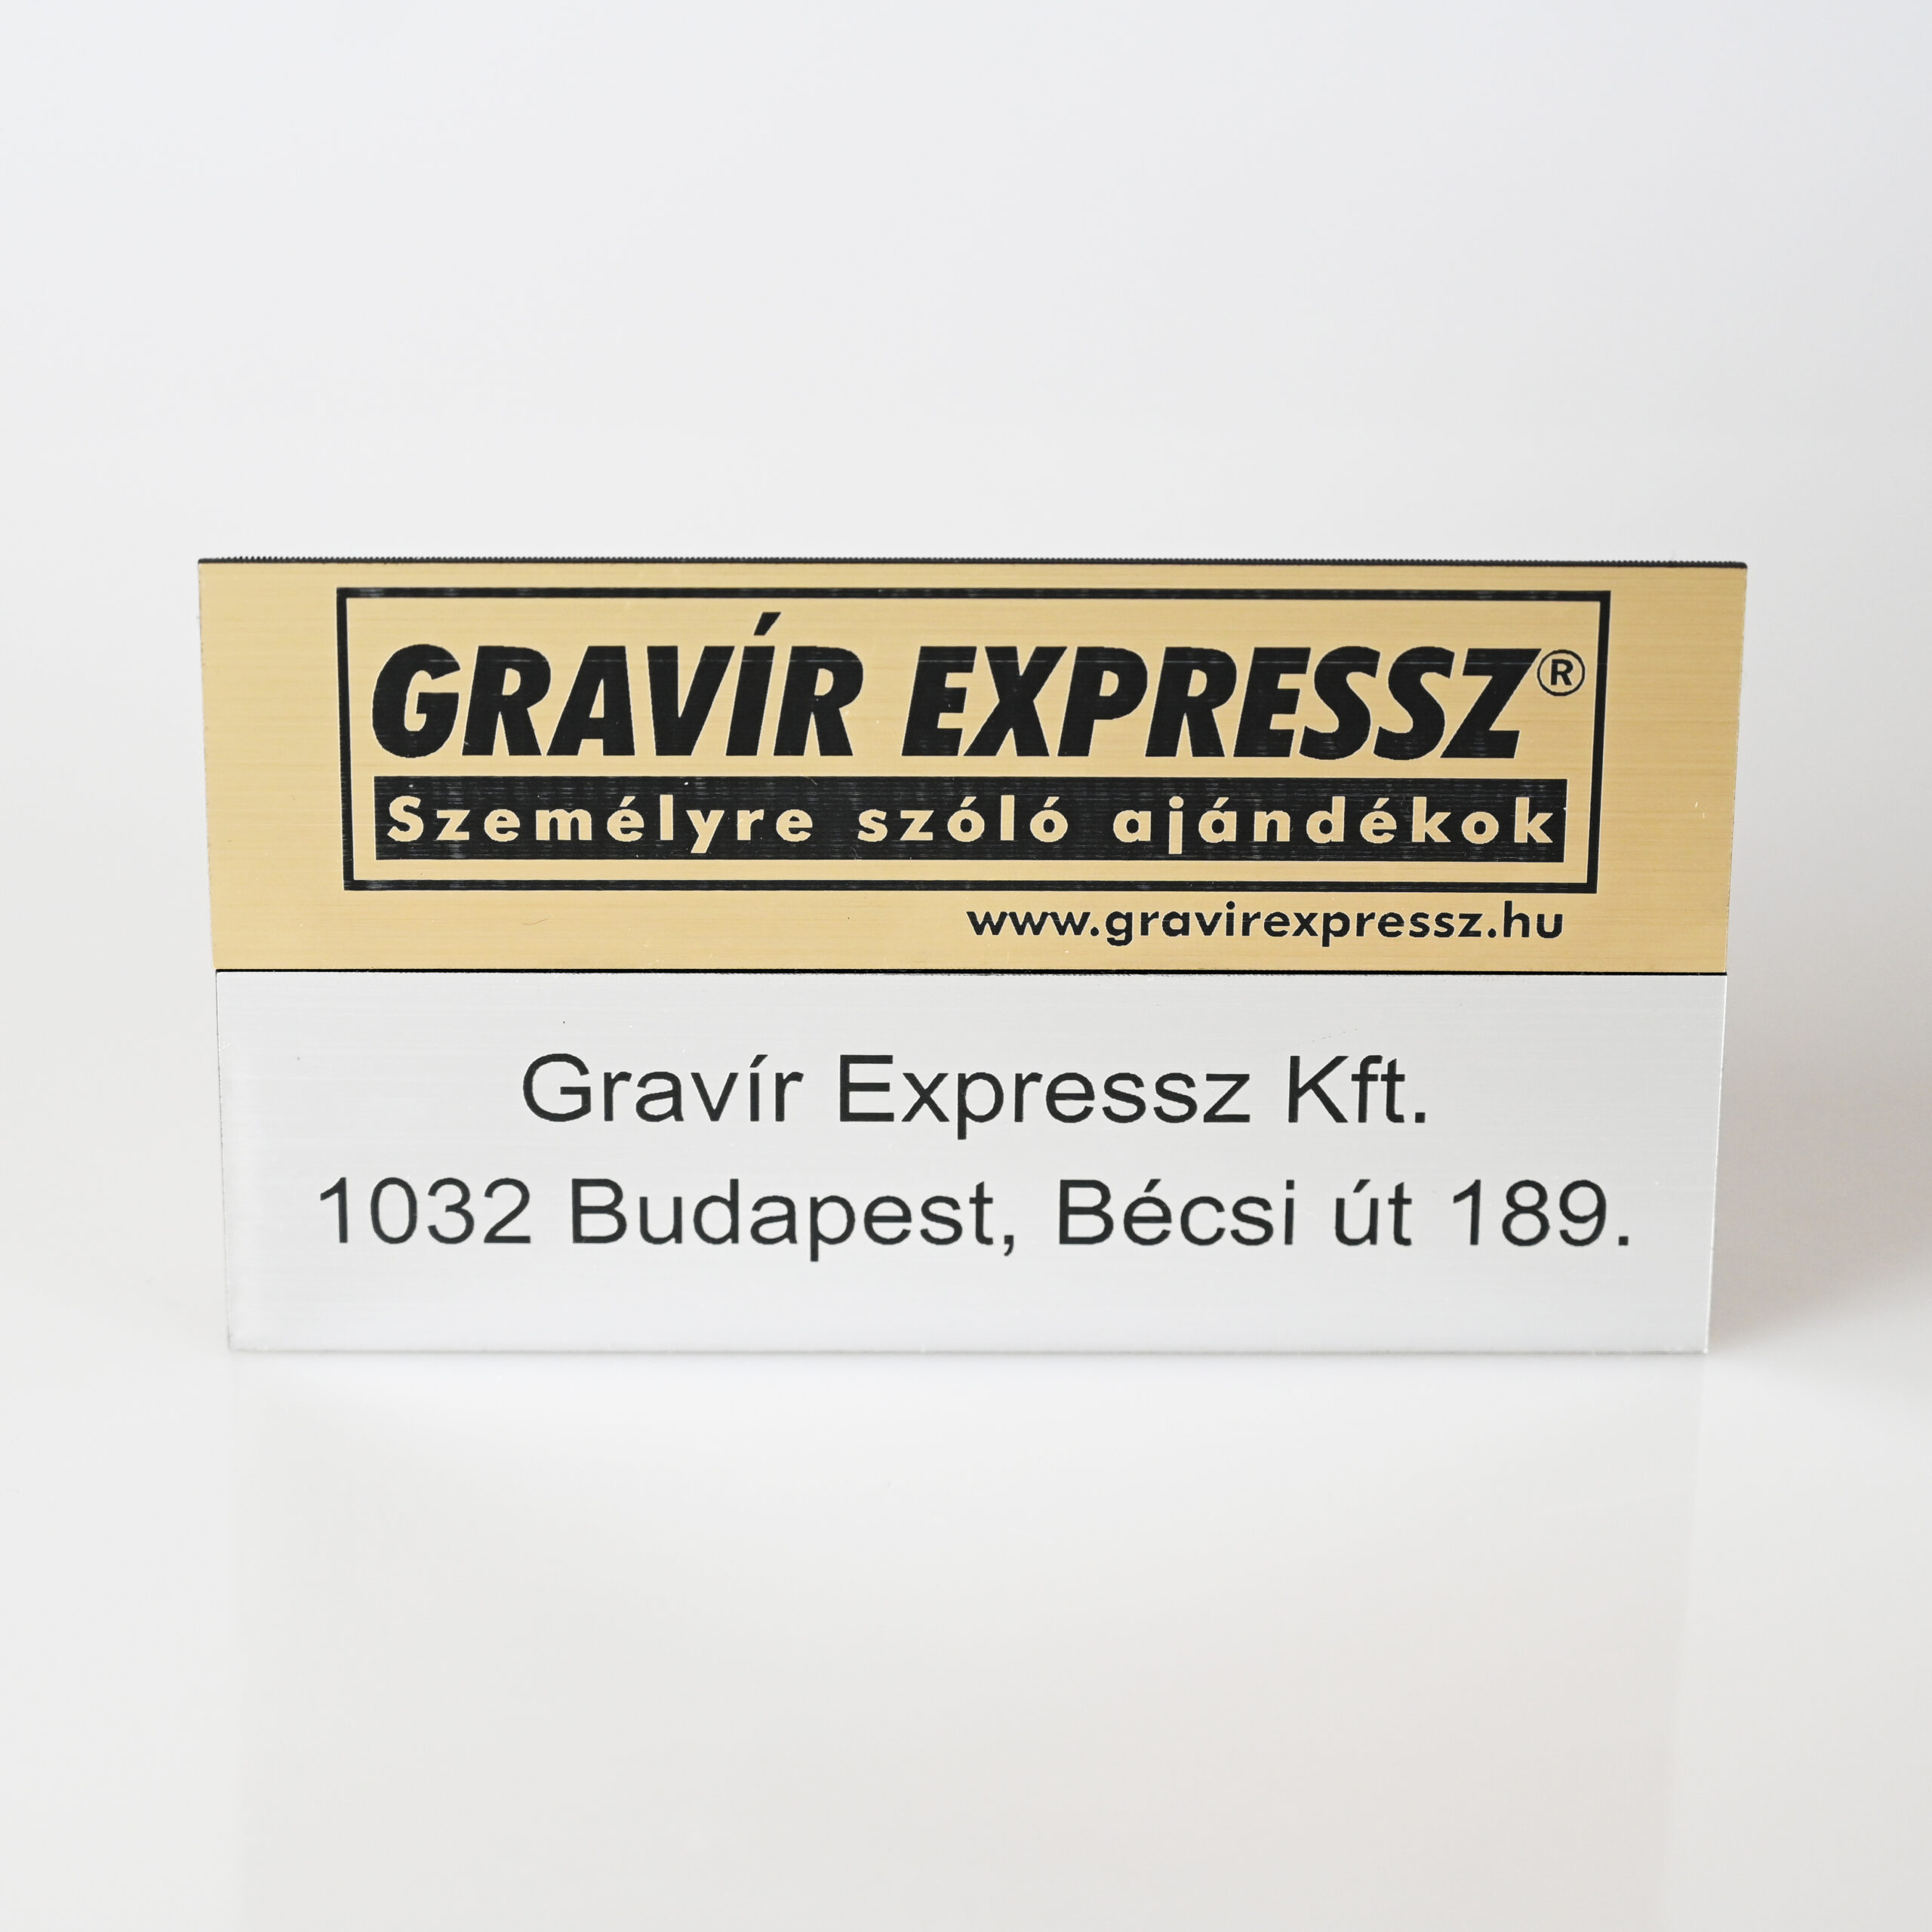 GRAVÍR EXPRESSZ®
Személyre szóló ajándékok
www.gravirexpressz.hu
Gravír Expressz Kft.
1032 Budapest, Bécsi út 189.